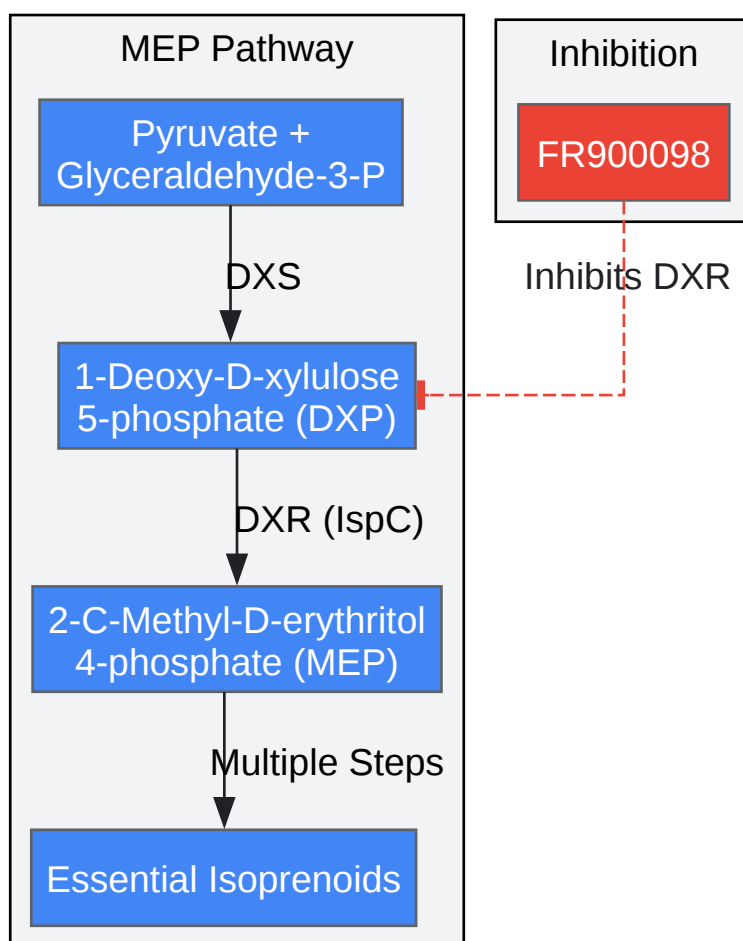 MEP Pathway
Pyruvate +
Glyceraldehyde-3-P
DXS
1-Deoxy-D-xylulose
5-phosphate (DXP)
DXR (IspC)
2-C-Methyl-D-erythritol
4-phosphate (MEP)
Multiple Steps
Essential Isoprenoids
Inhibition
FR900098
Inhibits DXR